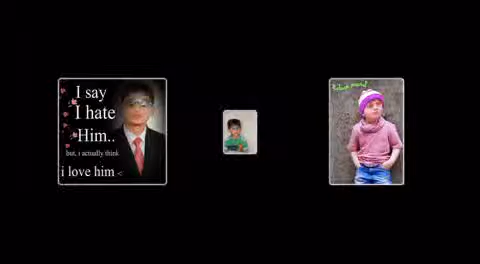 I say
I hate
Him..
but, i actually think
i love him <